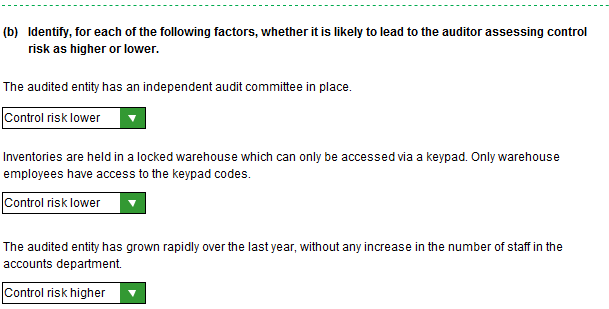 (b) Identify, for each of the following factors, whether it is likely to lead to the auditor assessing control
risk as higher or lower.
The audited entity has an independent audit committee in place.
Control risk lower
Inventories are held in a locked warehouse which can only be accessed via a keypad. Only warehouse
employees have access to the keypad codes.
Control risk lower
The audited entity has grown rapidly over the last year, without any increase in the number of staff in the
accounts department.
Control risk higher